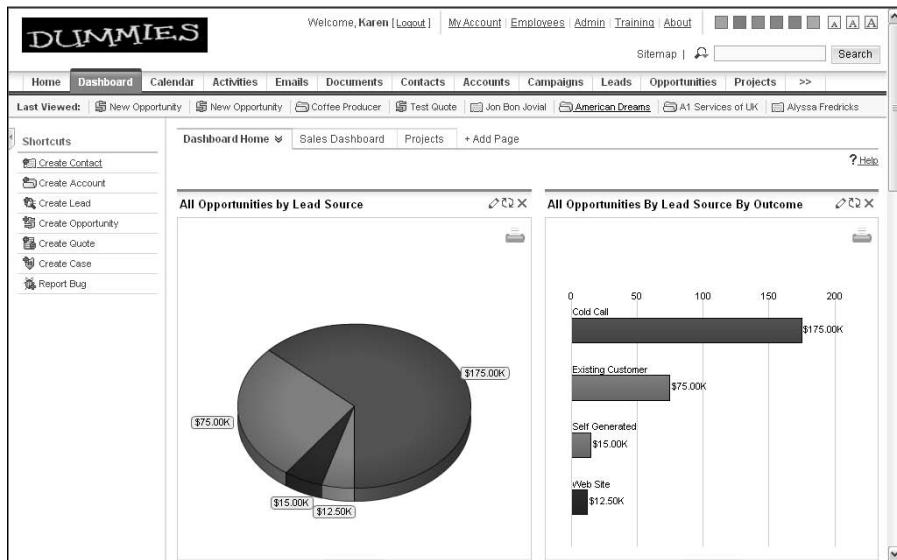 DUMMIES
Welcome, Karen [ Logout ] | My Account | Employees | Admin | Training | About | A A A
Sitemap | Search
Home Dashboard Calendar Activities Emails Documents Contacts Accounts Campaigns Leads Opportunities Projects >>
Last Viewed: New Opportunity | New Opportunity | Coffee Producer | Test Quote | Jon Bon Jovial | American Dreams | A1 Services of UK | Alyssa Fredricks
Shortcuts
Create Contact
Create Account
Create Lead
Create Opportunity
Create Quote
Create Case
Report Bug
Dashboard Home Sales Dashboard Projects + Add Page
? Help
All Opportunities by Lead Source
$175.00K
$75.00K
$15.00K
$12.50K
All Opportunities By Lead Source By Outcome
0 50 100 150 200
Cold Call
$175.00K
Existing Customer
$75.00K
Self Generated
$15.00K
Web Site
$12.50K